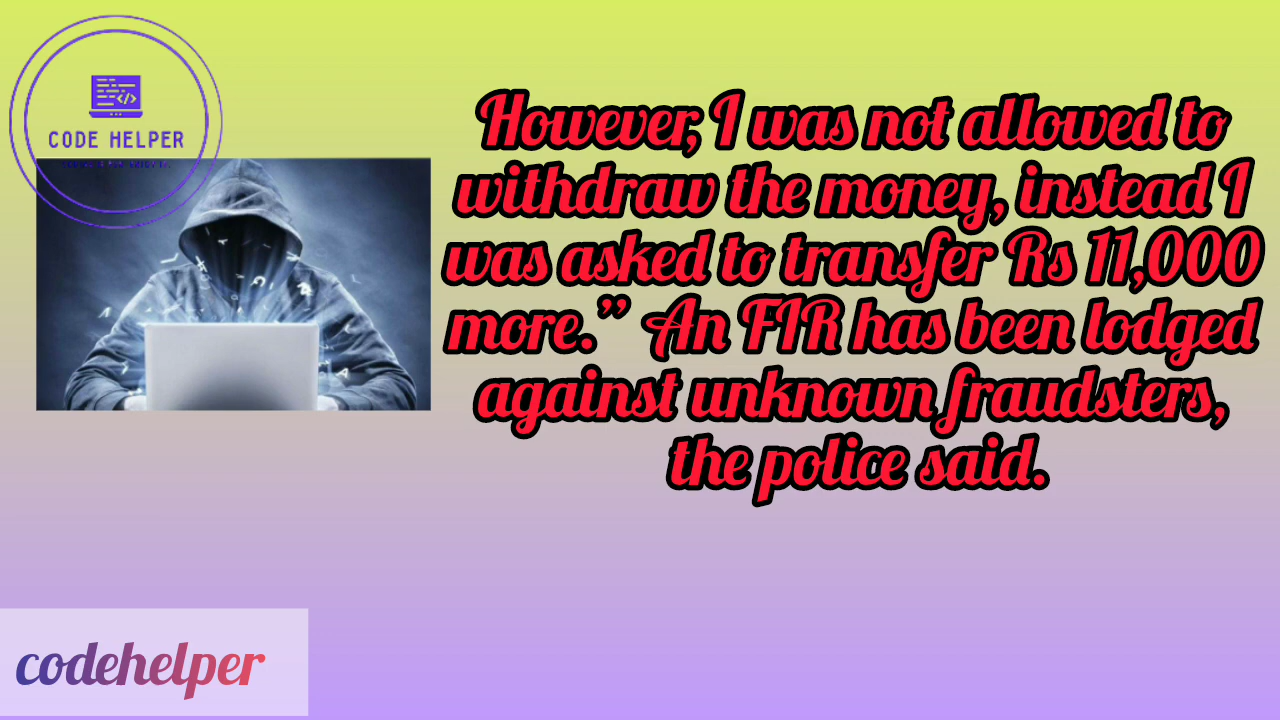 CODE HELPER
However, I was not allowed to
withdraw the money, instead I
was asked to transfer Rs 11,000
more.” An FIR has been lodged
against unknown fraudsters,
the police said.
codehelper